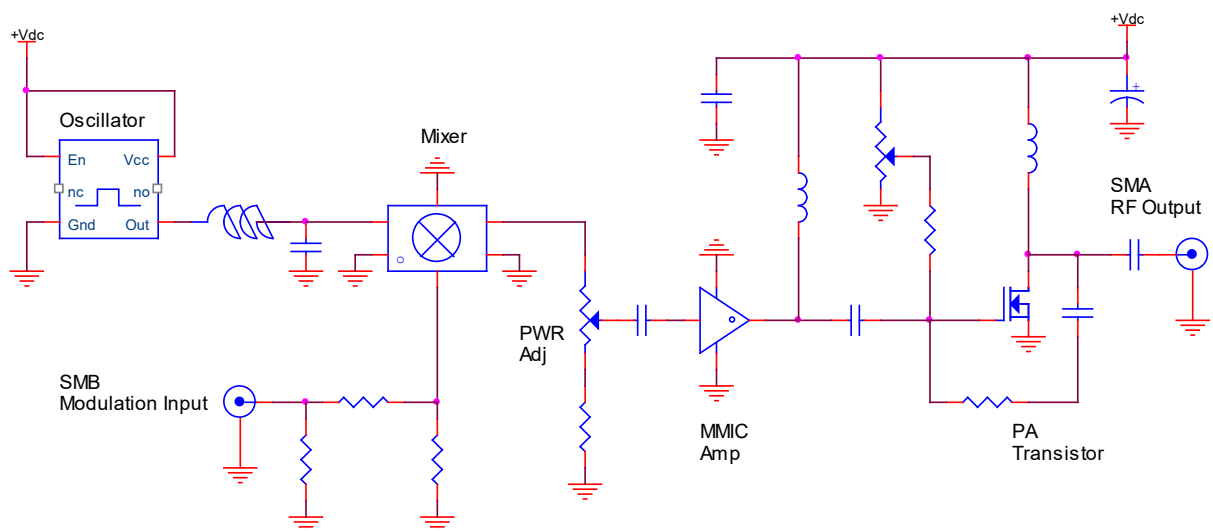 +Vdc
Oscillator
En
Vcc
nc
no
Gnd
Out
Mixer
SMB
Modulation Input
PWR
Adj
MMIC
Amp
+Vdc
+
SMA
RF Output
PA
Transistor